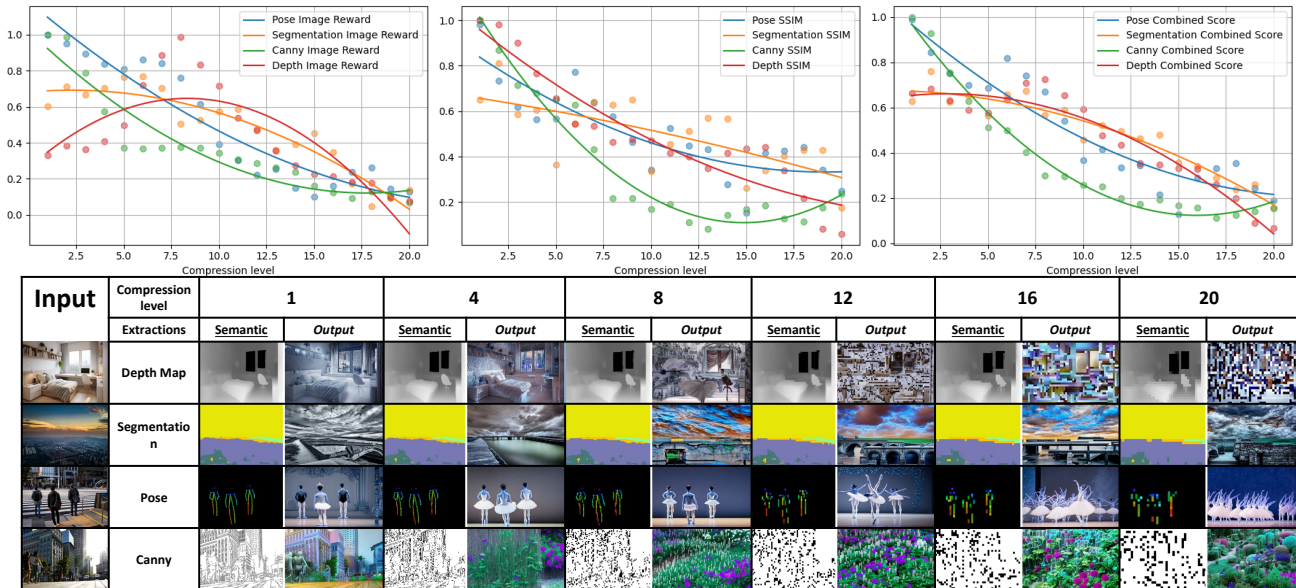 Pose Image Reward
Segmentation Image Reward
Canny Image Reward
Depth Image Reward
1.0
0.8
0.6
0.4
0.2
0.0
2.5 5.0 7.5 10.0 12.5 15.0 17.5 20.0
Compression level
Pose SSIM
Segmentation SSIM
Canny SSIM
Depth SSIM
1.0
0.8
0.6
0.4
0.2
2.5 5.0 7.5 10.0 12.5 15.0 17.5 20.0
Compression level
Pose Combined Score
Segmentation Combined Score
Canny Combined Score
Depth Combined Score
1.0
0.8
0.6
0.4
0.2
0.0
2.5 5.0 7.5 10.0 12.5 15.0 17.5 20.0
Compression level
Input Compression level 1 4 8 12 16 20
Extractions Semantic Output Semantic Output Semantic Output Semantic Output Semantic Output Semantic Output
Depth Map
Segmentatio
n
Pose
Canny